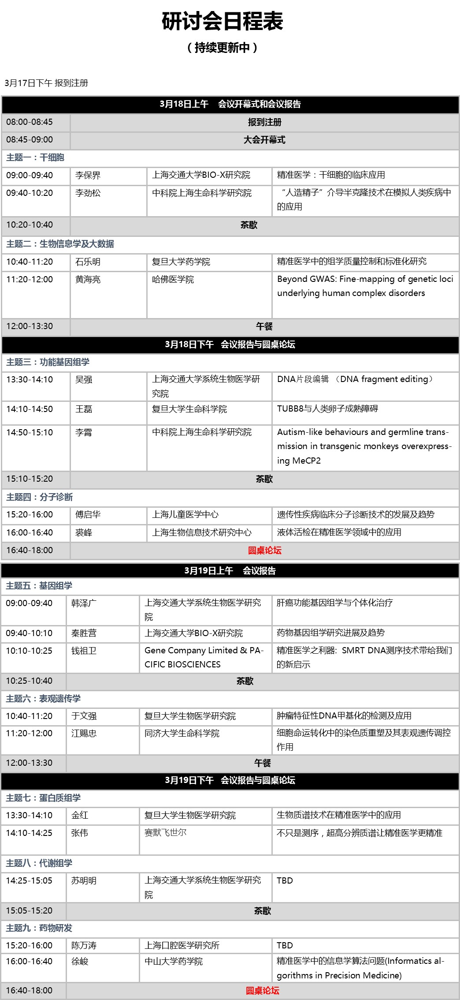 研讨会日程表
（持续更新中）
3月17日下午 报到注册
3月18日上午 会议开幕式和会议报告
08:00-08:45 报到注册
08:45-09:00 大会开幕式
主题一：干细胞
09:00-09:40 李保界 上海交通大学BIO-X研究院 精准医学：干细胞的临床应用
09:40-10:20 李劲松 中科院上海生命科学研究院 “人造精子”介导半克隆技术在模拟人类疾病中
的应用
10:20-10:40 茶歇
主题二：生物信息学及大数据
10:40-11:20 石乐明 复旦大学药学院 精准医学中的组学质量控制和标准化研究
11:20-12:00 黄海亮 哈佛医学院 Beyond GWAS: Fine-mapping of genetic loci
underlying human complex disorders
12:00-13:30 午餐
3月18日下午 会议报告与圆桌论坛
主题三：功能基因组学
13:30-14:10 吴强 上海交通大学系统生物医学研 DNA片段编辑 （DNA fragment editing）
究院
14:10-14:50 王磊 复旦大学生命科学院 TUBB8与人类卵子成熟障碍
14:50-15:10 李霄 中科院上海生命科学研究院 Autism-like behaviours and germline trans-
mission in transgenic monkeys overexpress-
ing MeCP2
15:10-15:20 茶歇
主题四：分子诊断
15:20-16:00 傅启华 上海儿童医学中心 遗传性疾病临床分子诊断技术的发展及趋势
16:00-16:40 裘峰 上海生物信息技术研究中心 液体活检在精准医学领域中的应用
16:40-18:00 圆桌论坛
3月19日上午 会议报告
主题五：基因组学
09:00-09:40 韩泽广 上海交通大学系统生物医学研究 肝癌功能基因组学与个体化治疗
院
09:40-10:10 秦胜营 上海交通大学BIO-X研究院 药物基因组学研究进展及趋势
10:10-10:25 钱祖卫 Gene Company Limited & PA- 精准医学之利器: SMRT DNA测序技术带给我们
CIFIC BIOSCIENCES 的新启示
10:25-10:40 茶歇
主题六：表观遗传学
10:40-11:20 于文强 复旦大学生物医学研究院 肿瘤特征性DNA甲基化的检测及应用
11:20-12:00 江赐忠 同济大学生命科学院 细胞命运转化中的染色质重塑及其表观遗传调控
作用
12:00-13:30 午餐
3月19日下午 会议报告与圆桌论坛
主题七：蛋白质组学
13:30-14:10 金红 复旦大学生物医学研究院 生物质谱技术在精准医学中的应用
14:10-14:25 张伟 赛默飞世尔 不只是测序，超高分辨质谱让精准医学更精准
主题八：代谢组学
14:25-15:05 苏明明 上海交通大学系统生物医学研究 TBD
院
15:05-15:20 茶歇
主题九：药物研发
15:20-16:00 陈万涛 上海口腔医学研究所 TBD
16:00-16:40 徐峻 中山大学药学院 精准医学中的信息学算法问题(Informatics al-
gorithms in Precision Medicine)
16:40-18:00 圆桌论坛